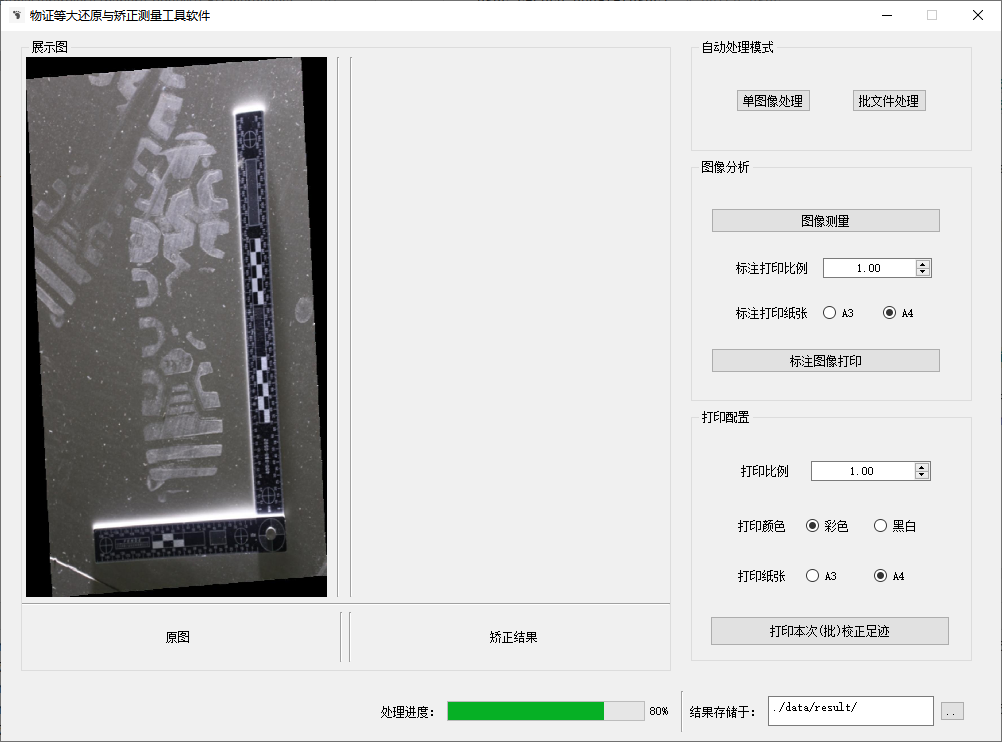 物证等大还原与矫正测量工具软件
展示图
自动处理模式
单图像处理
批文件处理
图像分析
图像测量
标注打印比例
1.00
标注打印纸张
A3
A4
标注图像打印
打印配置
打印比例
1.00
打印颜色
彩色
黑白
打印纸张
A3
A4
打印本次(批)校正足迹
原图
矫正结果
处理进度:
80%
结果存储于:
./data/result/
..